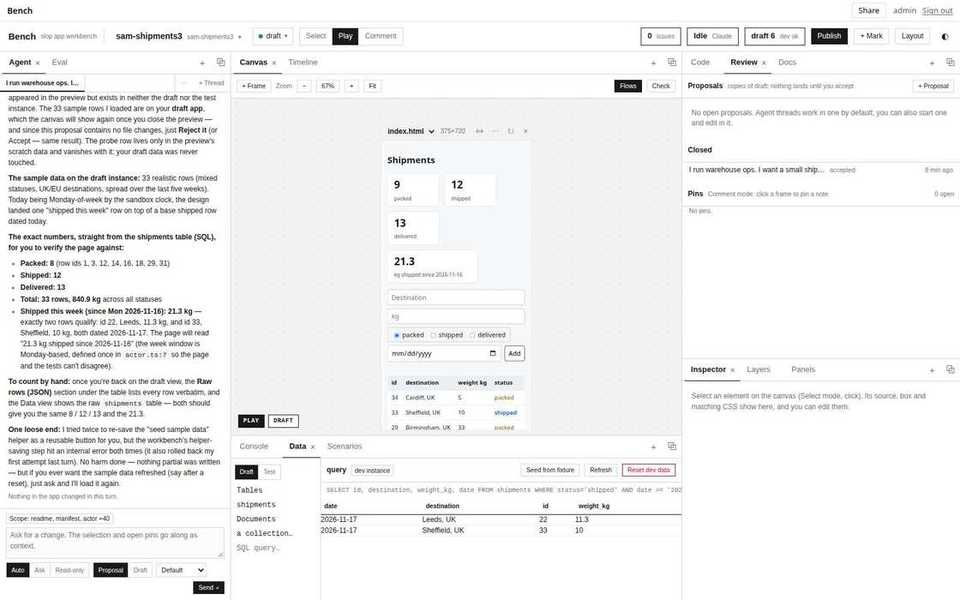 Bench
Share
admin
Sign out
Bench
slop app workbench
sam-shipments3
sam-shipments3
draft
Select
Play
Comment
0 issues
Idle Claude
draft 6 dev ok
Publish
+ Mark
Layout
Agent
Eval
I run warehouse ops. I...
+ Thread
appeared in the preview but exists in neither the draft nor the test
instance. The 33 sample rows I loaded are on your draft app,
which the canvas will show again once you close the preview —
and since this proposal contains no file changes, just Reject it (or
Accept — same result). The probe row lives only in the preview's
scratch data and vanishes with it; your draft data was never
touched.
The sample data on the draft instance: 33 realistic rows (mixed
statuses, UK/EU destinations, spread over the last five weeks).
Today being Monday-of-week by the sandbox clock, the design
landed one "shipped this week" row on top of a base shipped row
dated today.
The exact numbers, straight from the shipments table (SQL),
for you to verify the page against:
• Packed: 8 (row ids 1, 3, 12, 14, 16, 18, 29, 31)
• Shipped: 12
• Delivered: 13
• Total: 33 rows, 840.9 kg across all statuses
• Shipped this week (since Mon 2026-11-16): 21.3 kg —
exactly two rows qualify: id 22, Leeds, 11.3 kg, and id 33,
Sheffield, 10 kg, both dated 2026-11-17. The page will read
"21.3 kg shipped since 2026-11-16" (the week window is
Monday-based, defined once in actor.ts:7 so the page
and the tests can't disagree).
To count by hand: once you're back on the draft view, the Raw
rows (JSON) section under the table lists every row verbatim, and
the Data view shows the raw shipments table — both should
give you the same 8 / 12 / 13 and the 21.3.
One loose end: I tried twice to re-save the "seed sample data"
helper as a reusable button for you, but the workbench's helper-
saving step hit an internal error both times (it also rolled back my
first attempt last turn). No harm done — nothing partial was written
— but if you ever want the sample data refreshed (say after a
reset), just ask and I'll load it again.
Nothing in the app changed in this turn.
Scope: readme, manifest, actor +40
Ask for a change. The selection and open pins go along as
context.
Auto
Ask
Read-only
Proposal
Draft
Default
Send
Canvas
Timeline
+ Frame
Zoom
67%
Fit
Flows
Check
index.html
375×720
Shipments
9
packed
12
shipped
13
delivered
21.3
kg shipped since 2026-11-16
Destination
kg
packed
shipped
delivered
mm/dd/yyyy
Add
id destination weight kg status
34 Cardiff, UK 5 packed
33 Sheffield, UK 10 shipped
29 Birmingham, UK 33 packed
PLAY
DRAFT
Console
Data
Scenarios
Draft
Test
Tables
shipments
Documents
a collection…
SQL query…
query
dev instance
Seed from fixture
Refresh
Reset dev data
SELECT id, destination, weight_kg, date FROM shipments WHERE status='shipped' AND date >= '202
date destination id weight_kg
2026-11-17 Leeds, UK 22 11.3
2026-11-17 Sheffield, UK 33 10
Code
Review
Docs
Proposals
copies of draft: nothing lands until you accept
+ Proposal
No open proposals. Agent threads work in one by default, you can also start one
and edit in it.
Closed
I run warehouse ops. I want a small ship... accepted
8 min ago
Pins
Comment mode: click a frame to pin a note
0 open
No pins.
Inspector
Layers
Panels
Select an element on the canvas (Select mode, click). Its source, box and
matching CSS show here, and you can edit them.